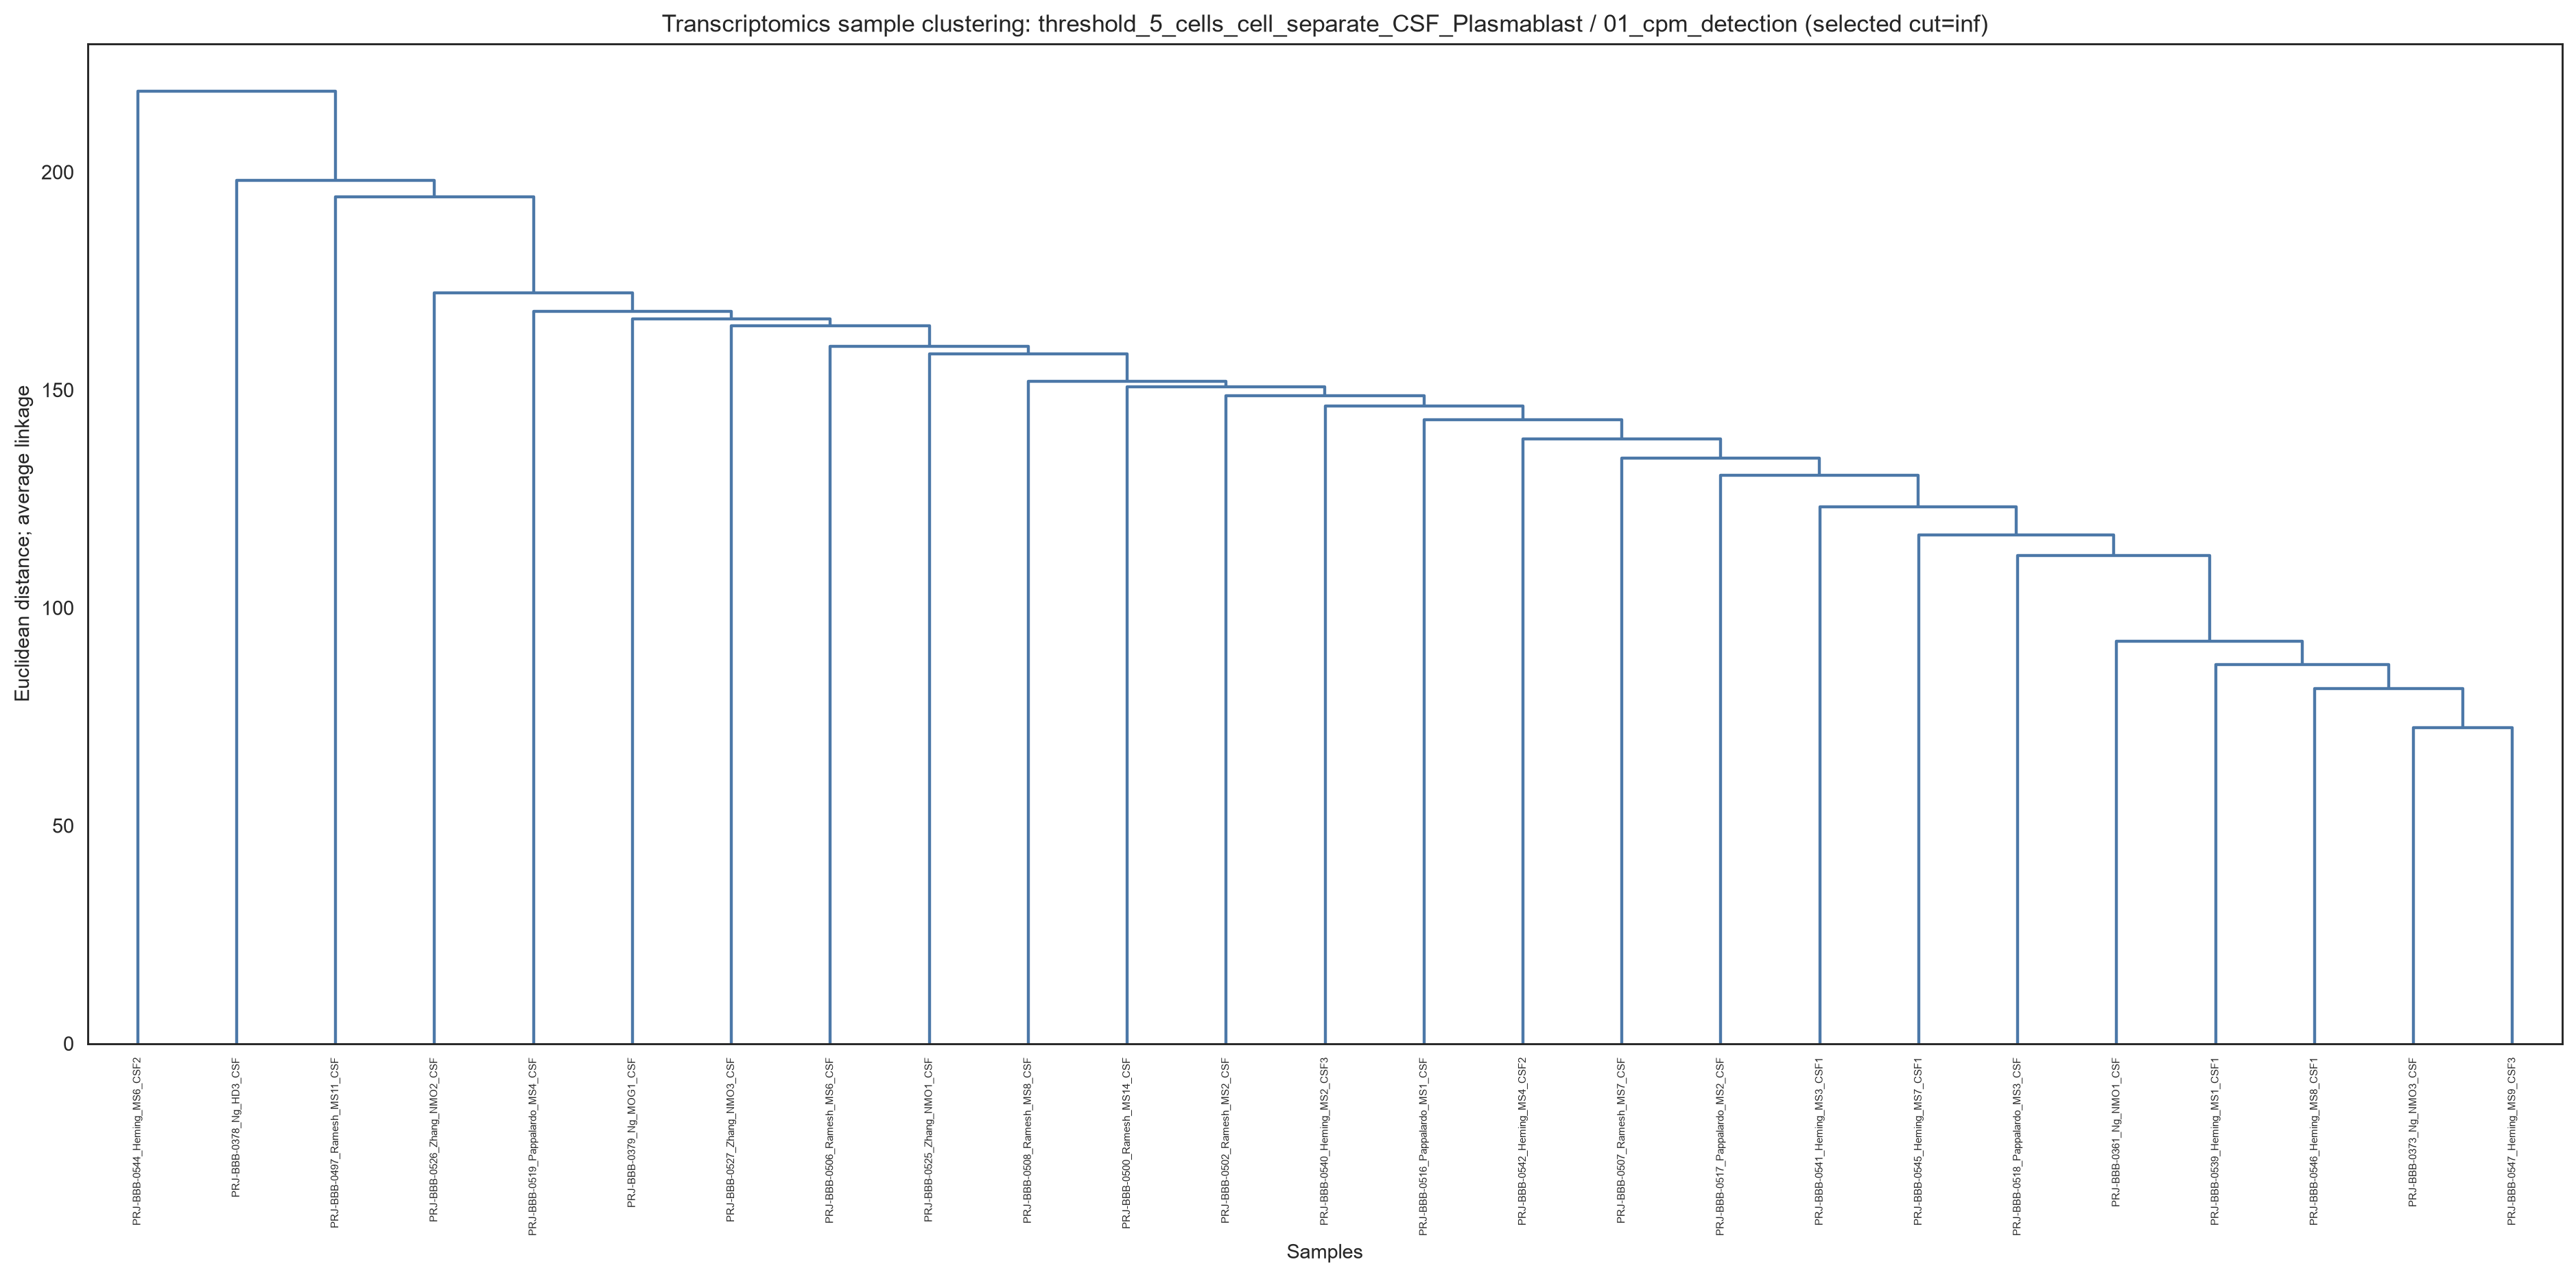 Transcriptomics sample clustering: threshold_5_cells_cell_separate_CSF_Plasmablast / 01_cpm_detection (selected cut=inf)
Euclidean distance; average linkage
200
150
100
50
0
PRJ-BBB-0544_Heming_MS6_CSF2
PRJ-BBB-0378_Ng_HD3_CSF
PRJ-BBB-0497_Ramesh_MS11_CSF
PRJ-BBB-0526_Zhang_NMO2_CSF
PRJ-BBB-0519_Pappalardo_MS4_CSF
PRJ-BBB-0379_Ng_MOG1_CSF
PRJ-BBB-0527_Zhang_NMO3_CSF
PRJ-BBB-0506_Ramesh_MS6_CSF
PRJ-BBB-0525_Zhang_NMO1_CSF
PRJ-BBB-0508_Ramesh_MS8_CSF
PRJ-BBB-0500_Ramesh_MS14_CSF
PRJ-BBB-0502_Ramesh_MS2_CSF
PRJ-BBB-0540_Heming_MS2_CSF3
PRJ-BBB-0516_Pappalardo_MS1_CSF
PRJ-BBB-0542_Heming_MS4_CSF2
PRJ-BBB-0507_Ramesh_MS7_CSF
PRJ-BBB-0517_Pappalardo_MS2_CSF
PRJ-BBB-0541_Heming_MS3_CSF1
PRJ-BBB-0545_Heming_MS7_CSF1
PRJ-BBB-0518_Pappalardo_MS3_CSF
PRJ-BBB-0361_Ng_NMO1_CSF
PRJ-BBB-0539_Heming_MS1_CSF1
PRJ-BBB-0546_Heming_MS8_CSF1
PRJ-BBB-0373_Ng_NMO3_CSF
PRJ-BBB-0547_Heming_MS9_CSF3
Samples